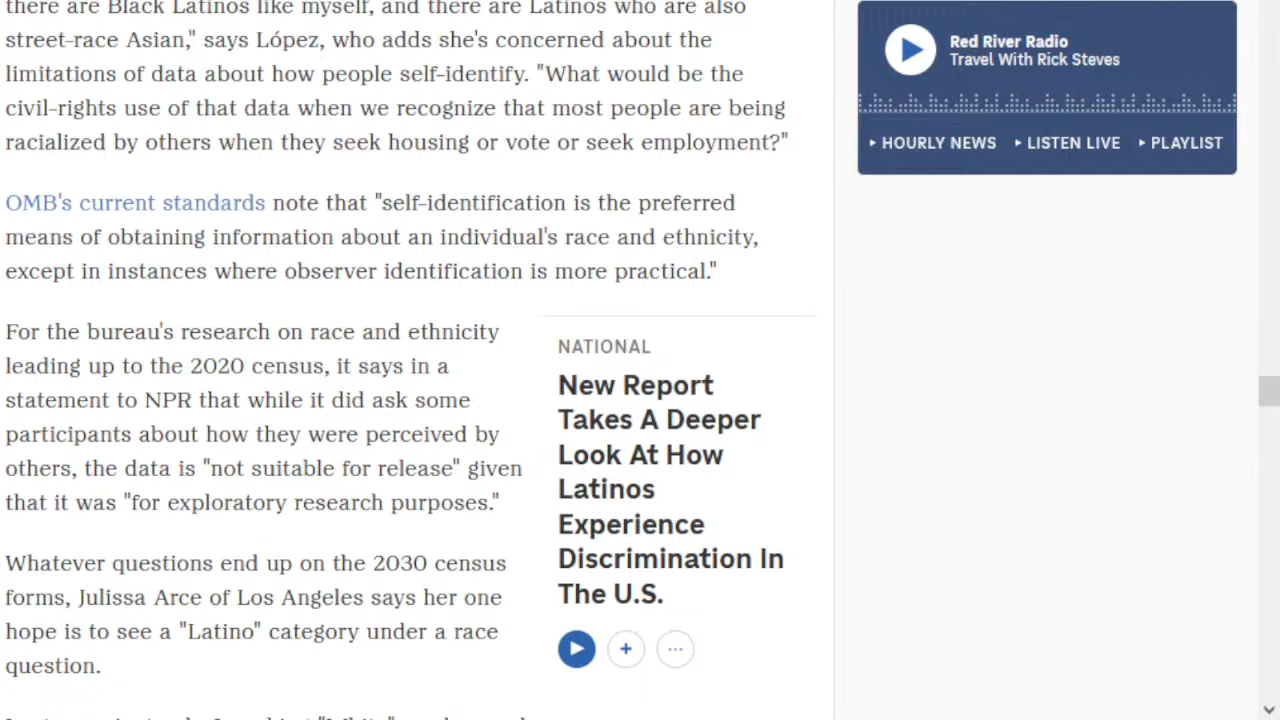 there are Black Latinos like myself, and there are Latinos who are also
street-race Asian," says López, who adds she's concerned about the
limitations of data about how people self-identify. "What would be the
civil-rights use of that data when we recognize that most people are being
racialized by others when they seek housing or vote or seek employment?"
OMB's current standards note that "self-identification is the preferred
means of obtaining information about an individual's race and ethnicity,
except in instances where observer identification is more practical."
For the bureau's research on race and ethnicity
leading up to the 2020 census, it says in a
statement to NPR that while it did ask some
participants about how they were perceived by
others, the data is "not suitable for release" given
that it was "for exploratory research purposes."
Whatever questions end up on the 2030 census
forms, Julissa Arce of Los Angeles says her one
hope is to see a "Latino" category under a race
question.
NATIONAL
New Report
Takes A Deeper
Look At How
Latinos
Experience
Discrimination In
The U.S.
Red River Radio
Travel With Rick Steves
HOURLY NEWS
LISTEN LIVE
PLAYLIST